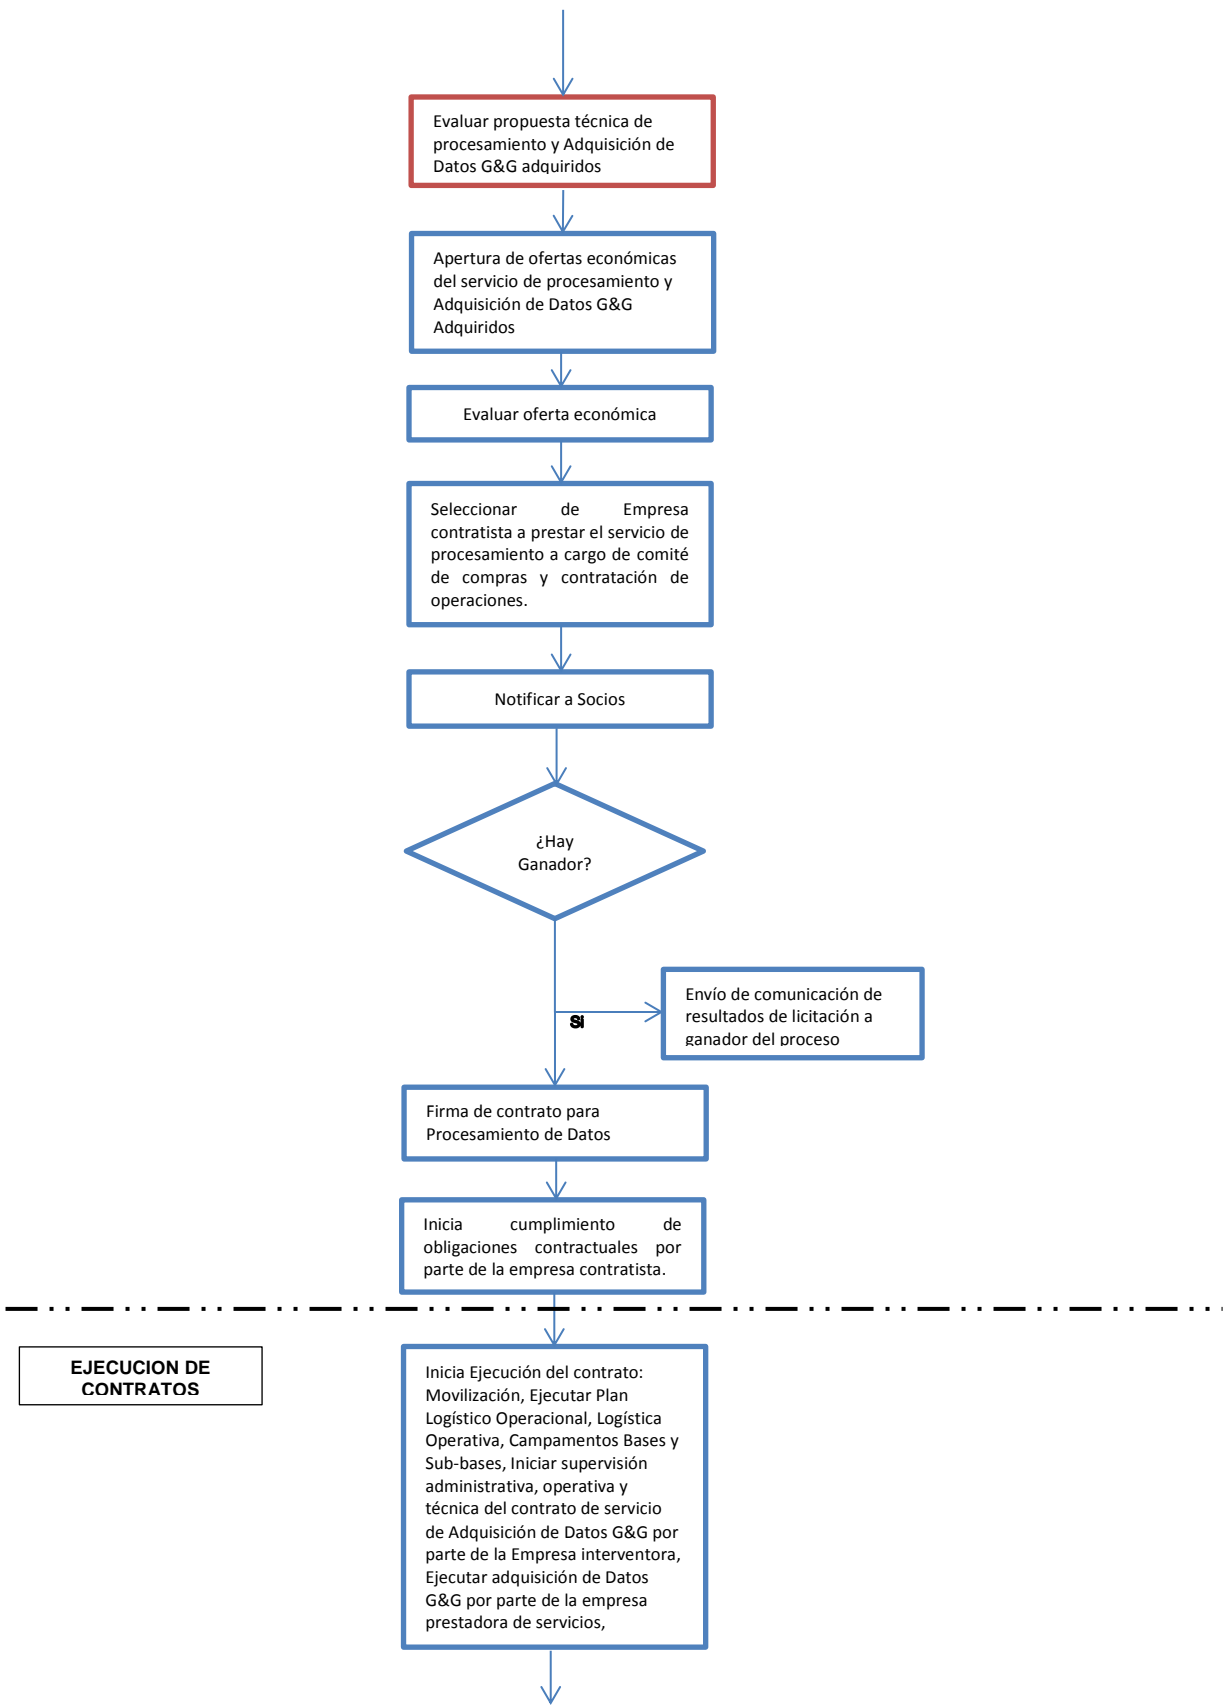 Evaluar propuesta técnica de
procesamiento y Adquisición de
Datos G&G adquiridos
Apertura de ofertas económicas
del servicio de procesamiento y
Adquisición de Datos G&G
Adquiridos
Evaluar oferta económica
Seleccionar de Empresa
contratista a prestar el servicio de
procesamiento a cargo de comité
de compras y contratación de
operaciones.
Notificar a Socios
¿Hay
Ganador?
Si
Envío de comunicación de
resultados de licitación a
ganador del proceso
Firma de contrato para
Procesamiento de Datos
Inicia cumplimiento de
obligaciones contractuales por
parte de la empresa contratista.
EJECUCION DE
CONTRATOS
Inicia Ejecución del contrato:
Movilización, Ejecutar Plan
Logístico Operacional, Logística
Operativa, Campamentos Bases y
Sub-bases, Iniciar supervisión
administrativa, operativa y
técnica del contrato de servicio
de Adquisición de Datos G&G por
parte de la Empresa interventora,
Ejecutar adquisición de Datos
G&G por parte de la empresa
prestadora de servicios,